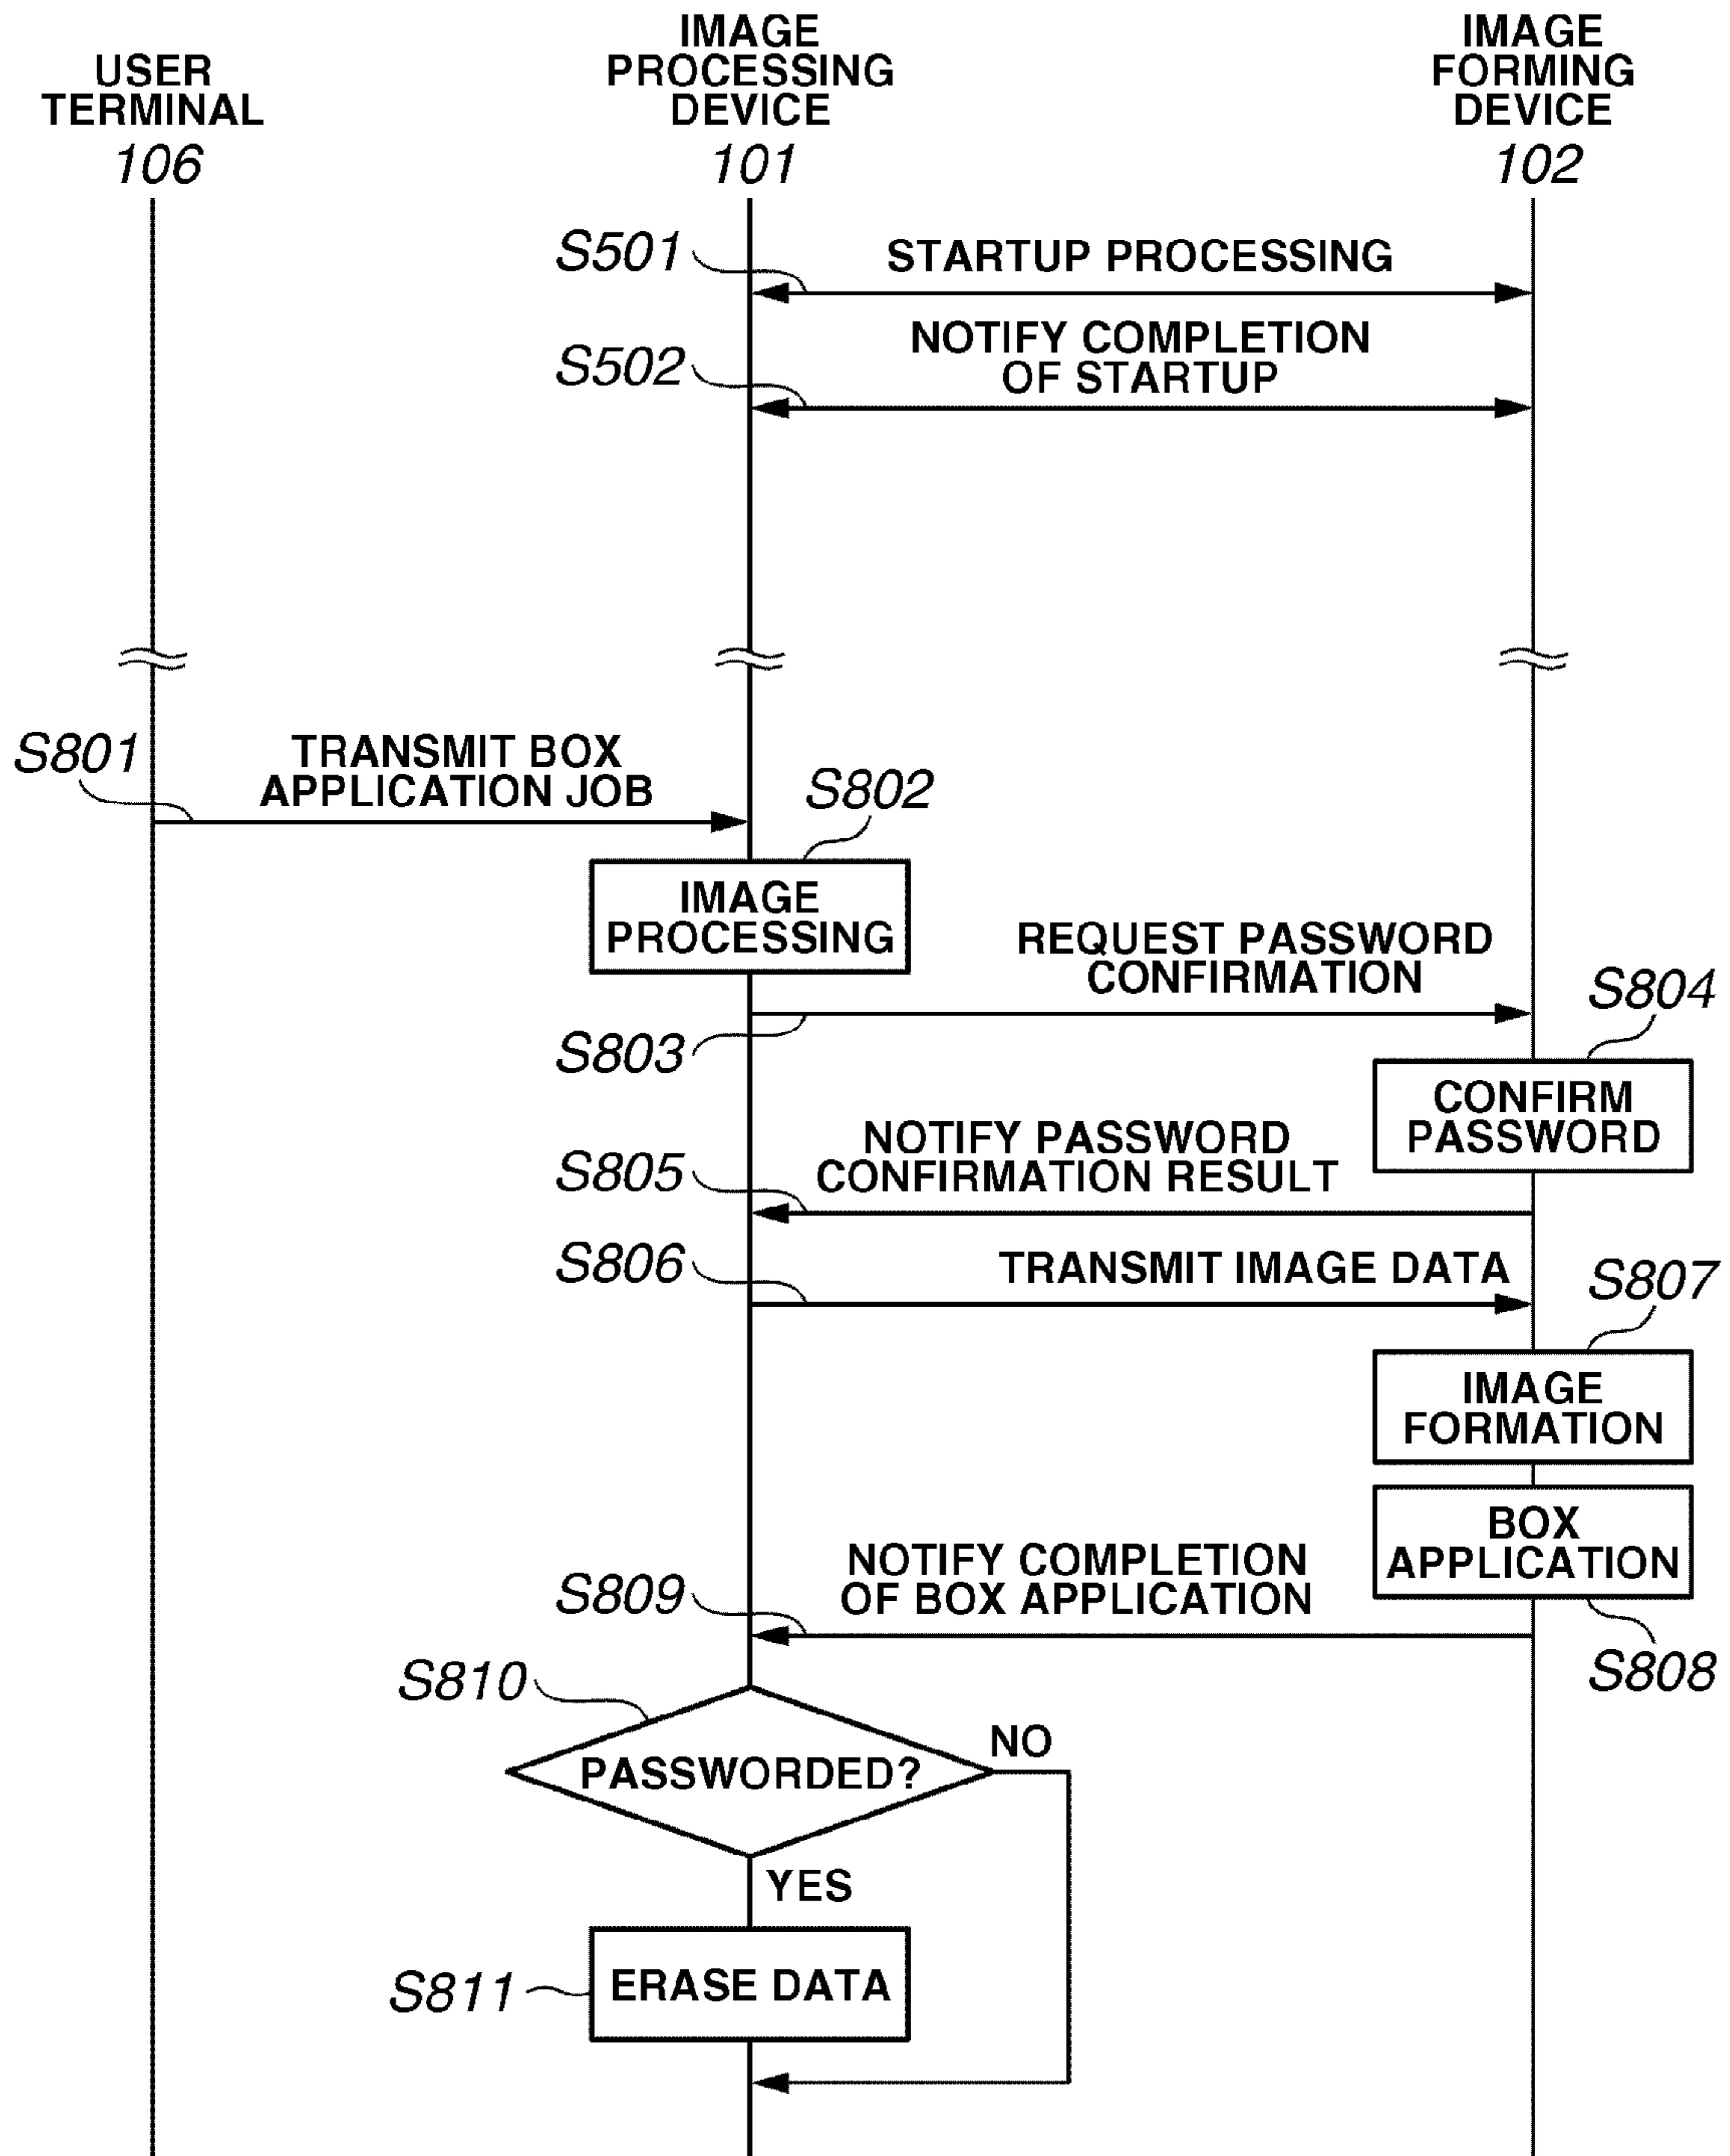 USER
TERMINAL
106
IMAGE
PROCESSING
DEVICE
101
IMAGE
FORMING
DEVICE
102
S501
STARTUP PROCESSING
S502
NOTIFY COMPLETION
OF STARTUP
S801
TRANSMIT BOX
APPLICATION JOB
S802
IMAGE
PROCESSING
REQUEST PASSWORD
CONFIRMATION
S803
S804
CONFIRM
PASSWORD
NOTIFY PASSWORD
CONFIRMATION RESULT
S805
S806
TRANSMIT IMAGE DATA
S807
IMAGE
FORMATION
BOX
APPLICATION
S808
NOTIFY COMPLETION
OF BOX APPLICATION
S809
S810
PASSWORDED?
NO
YES
S811
ERASE DATA